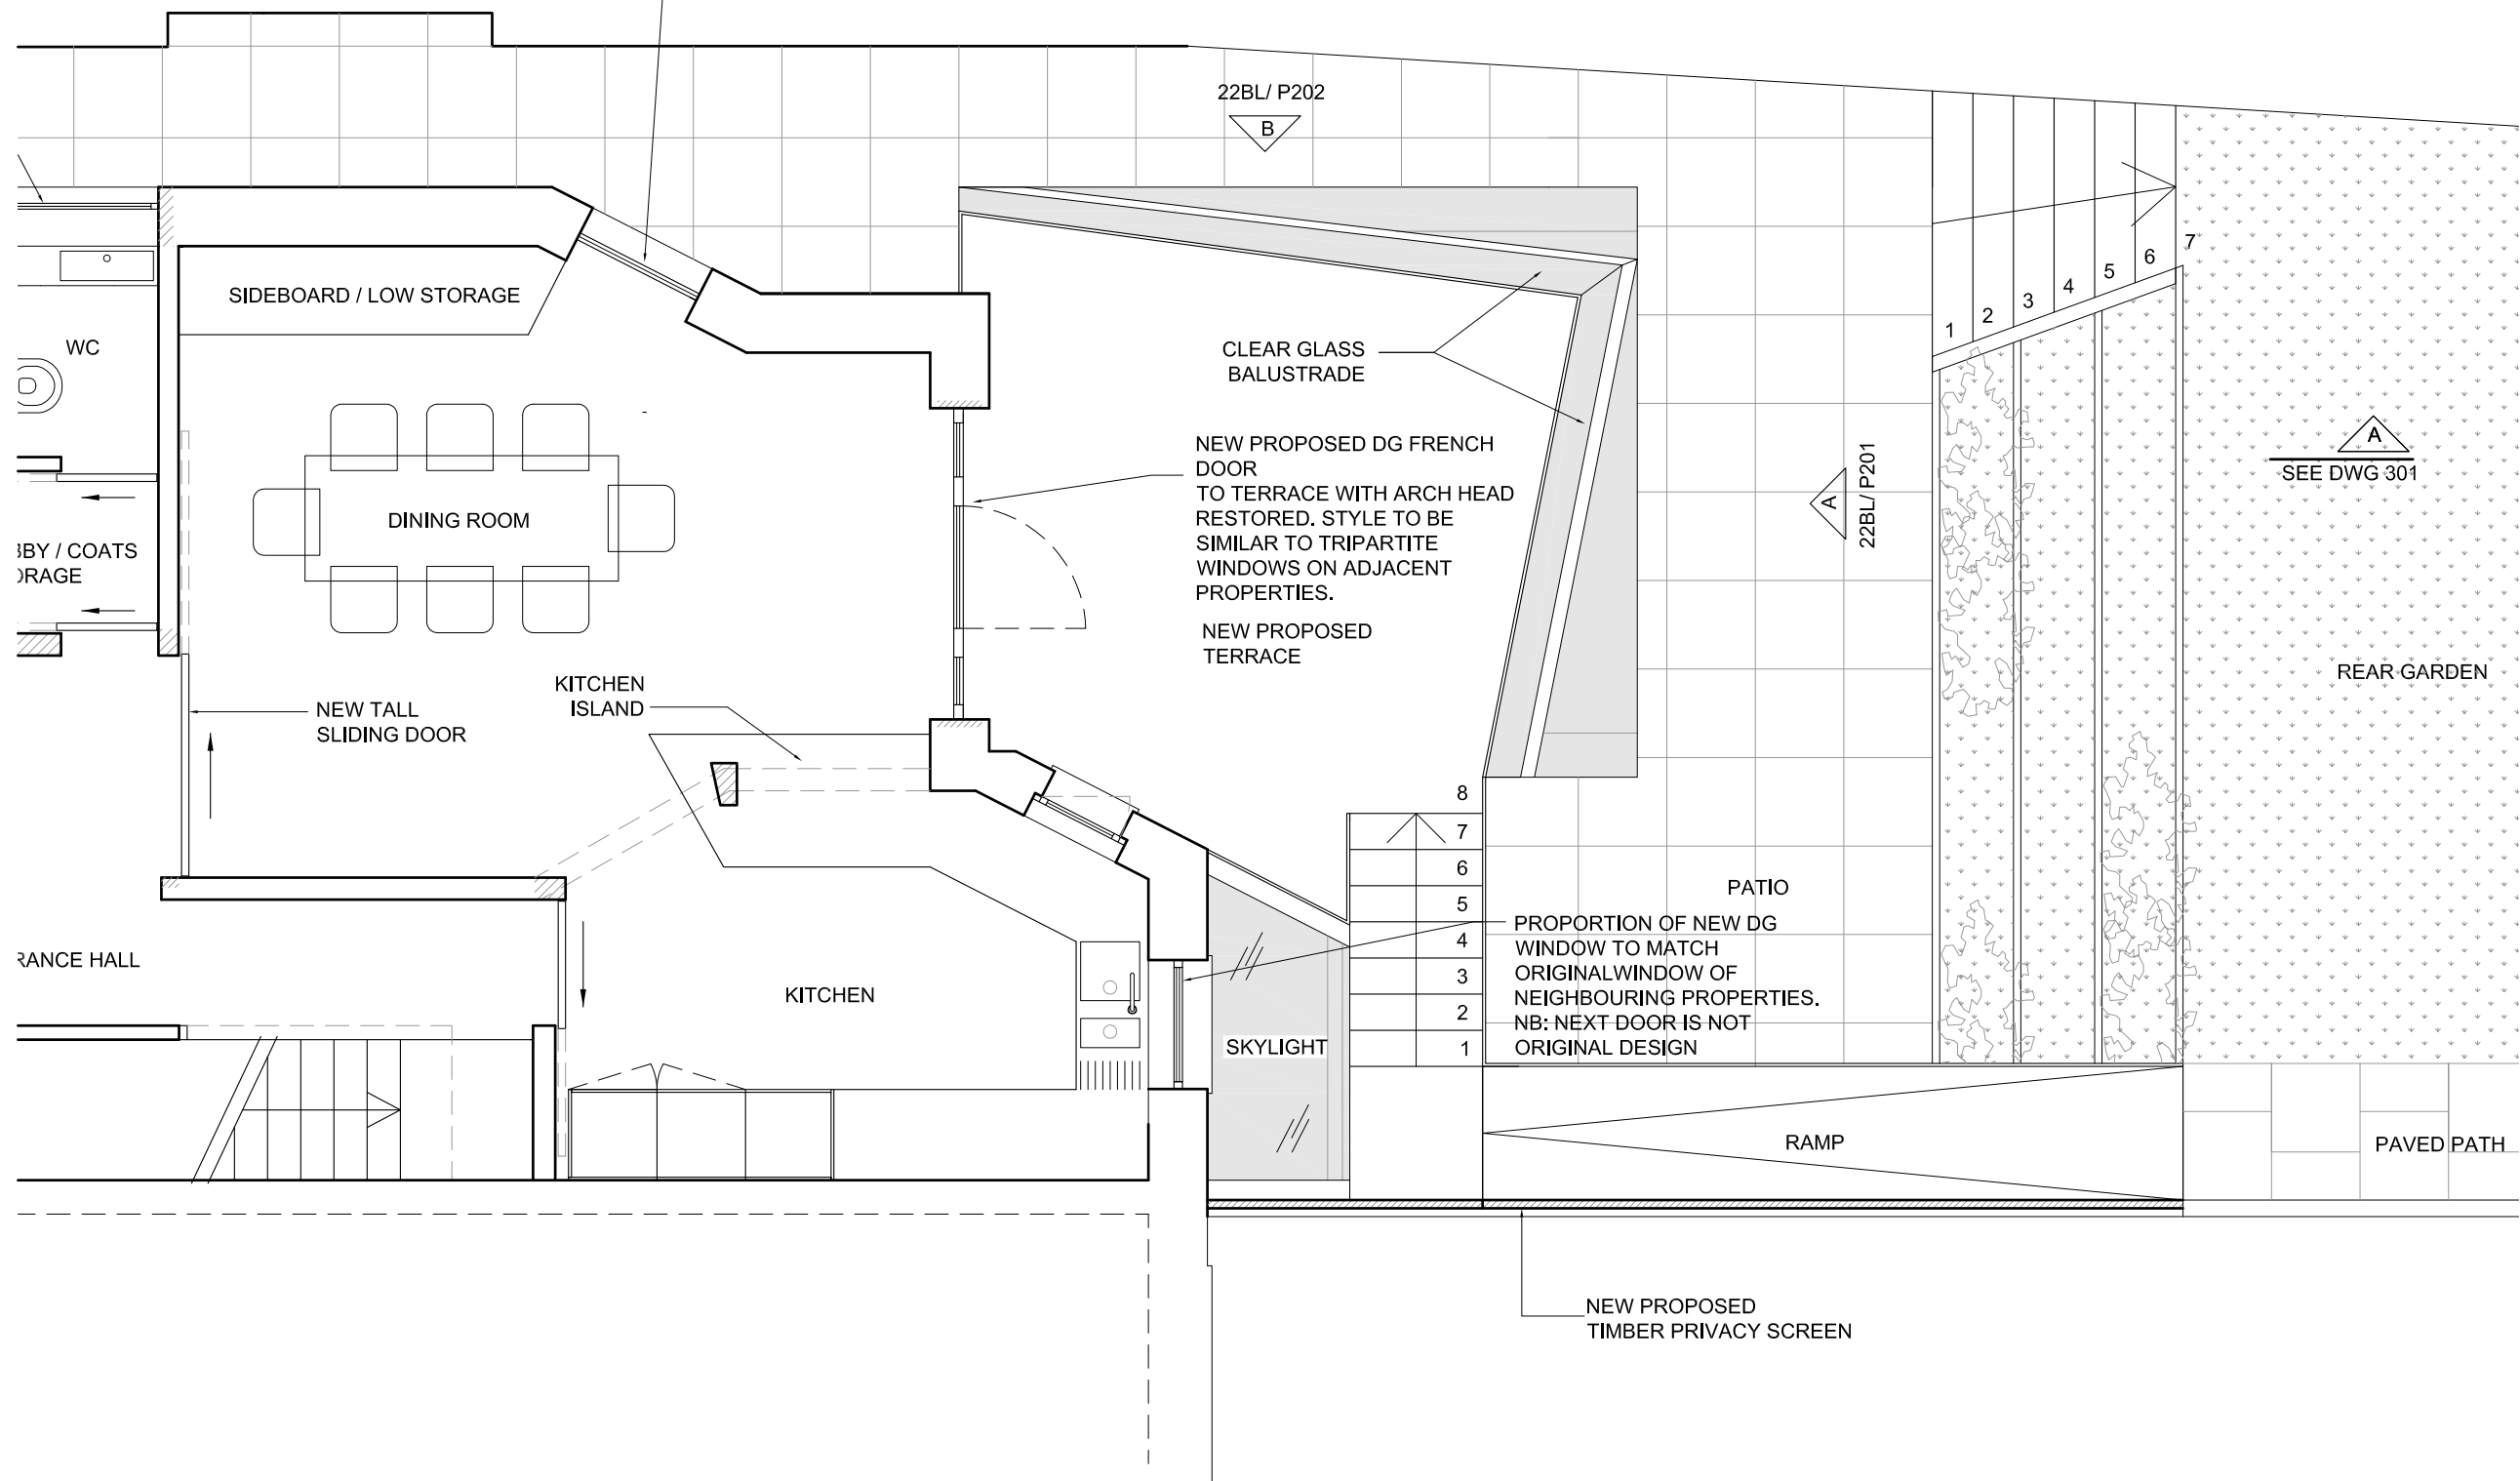 22BL/ P202
B
SIDEBOARD / LOW STORAGE
WC
CLEAR GLASS
BALUSTRADE
1
2
3
4
5
6
7
NEW PROPOSED DG FRENCH
DOOR
TO TERRACE WITH ARCH HEAD
RESTORED. STYLE TO BE
SIMILAR TO TRIPARTITE
WINDOWS ON ADJACENT
PROPERTIES.
A
22BL/ P201
A
SEE DWG 301
DINING ROOM
BBY / COATS
ORAGE
NEW PROPOSED
TERRACE
REAR GARDEN
KITCHEN
ISLAND
NEW TALL
SLIDING DOOR
8
7
6
5
4
3
2
1
PATIO
PROPORTION OF NEW DG
WINDOW TO MATCH
ORIGINALWINDOW OF
NEIGHBOURING PROPERTIES.
NB: NEXT DOOR IS NOT
ORIGINAL DESIGN
RANCE HALL
KITCHEN
SKYLIGHT
RAMP
PAVED PATH
NEW PROPOSED
TIMBER PRIVACY SCREEN